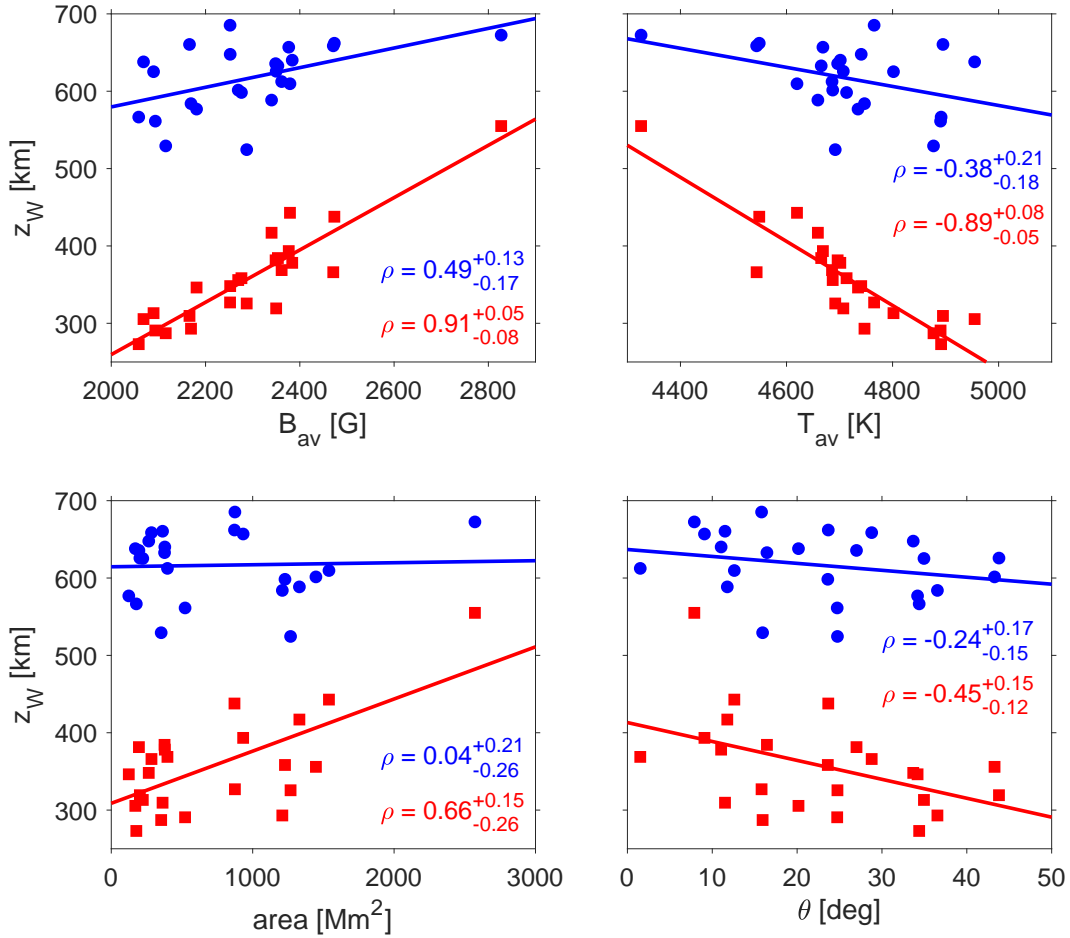 700
600
500
400
300
z_W [km]
ρ = 0.49 +0.13 -0.17
ρ = 0.91 +0.05 -0.08
2000 2200 2400 2600 2800
B_av [G]
ρ = -0.38 +0.21 -0.18
ρ = -0.89 +0.08 -0.05
4400 4600 4800 5000
T_av [K]
700
600
500
400
300
z_W [km]
ρ = 0.04 +0.21 -0.26
ρ = 0.66 +0.15 -0.26
0 1000 2000 3000
area [Mm²]
ρ = -0.24 +0.17 -0.15
ρ = -0.45 +0.15 -0.12
0 10 20 30 40 50
θ [deg]